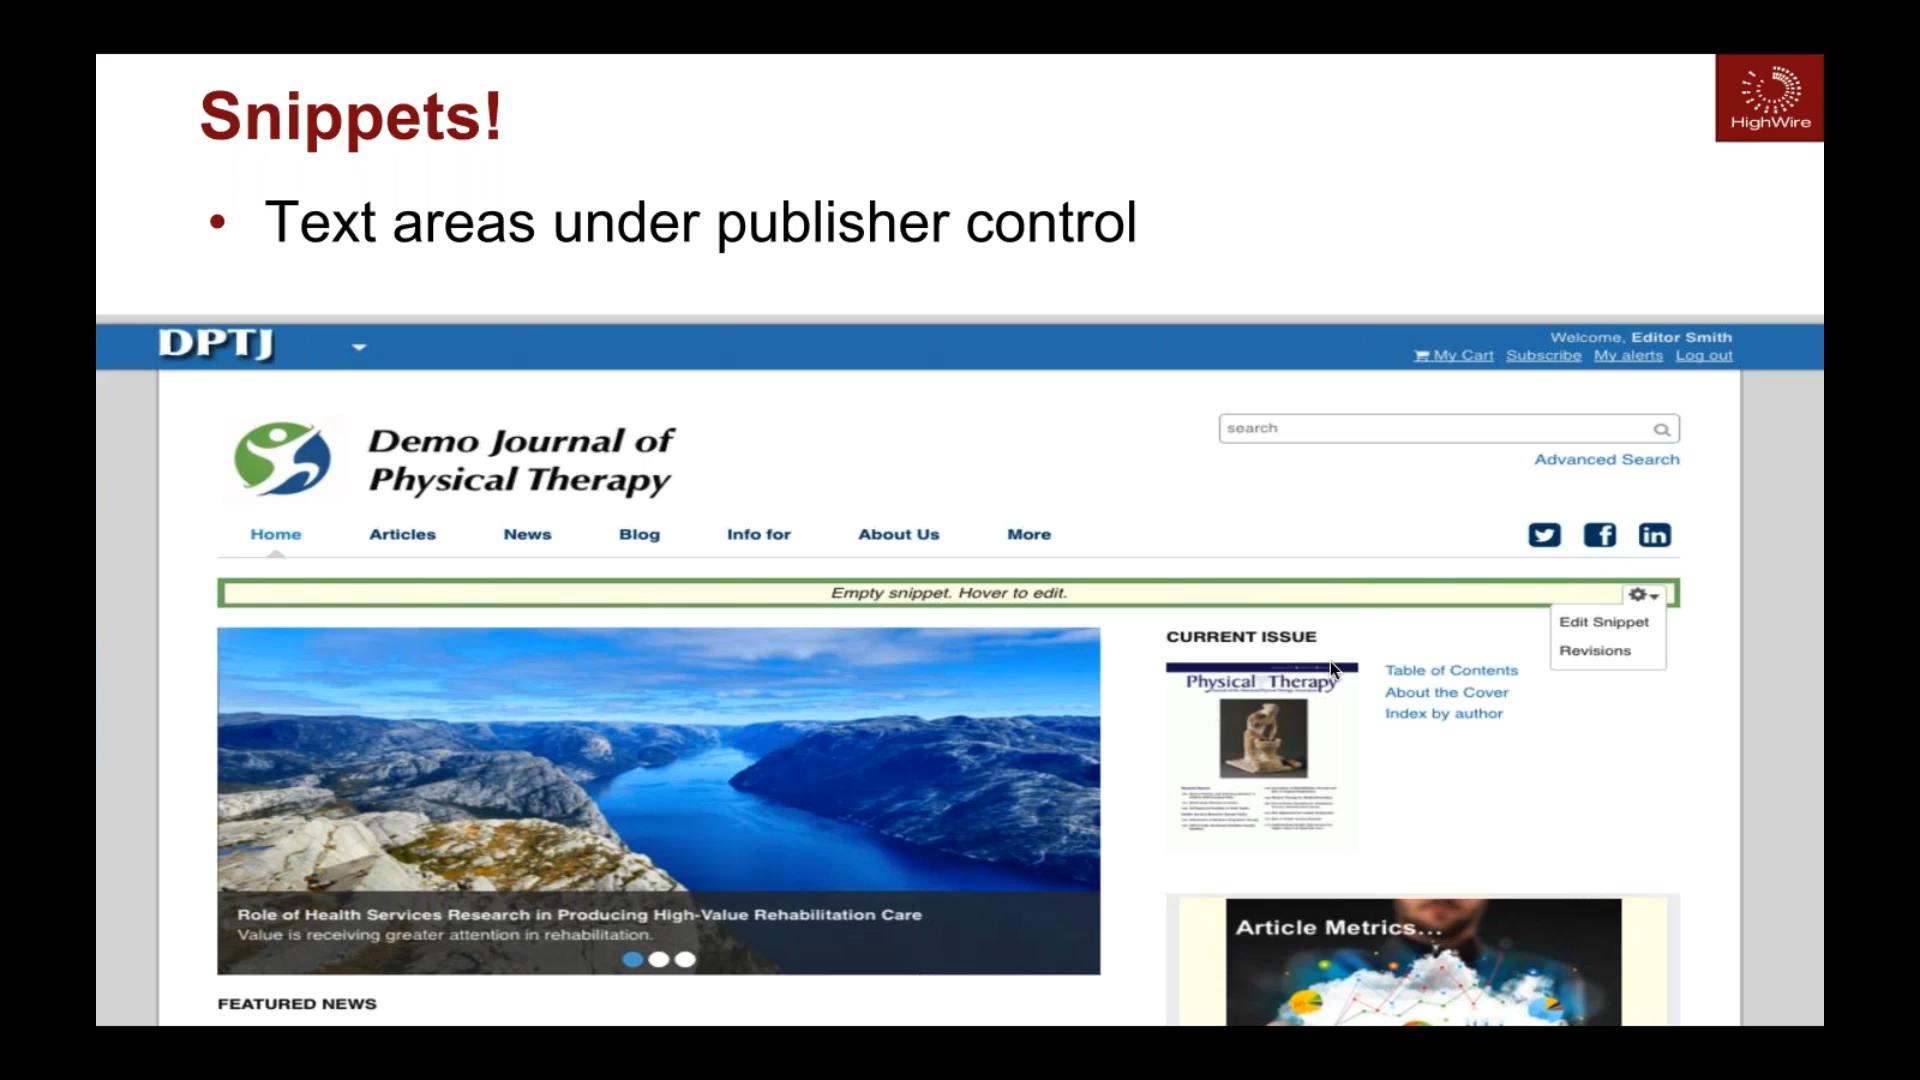 Snippets!
HighWire
• Text areas under publisher control
DPTJ
Welcome, Editor Smith
My Cart Subscribe My alerts Log out
Demo Journal of
Physical Therapy
search
Advanced Search
Home Articles News Blog Info for About Us More
Empty snippet. Hover to edit.
Edit Snippet
Revisions
CURRENT ISSUE
Physical Therapy
Table of Contents
About the Cover
Index by author
Role of Health Services Research in Producing High-Value Rehabilitation Care
Value is receiving greater attention in rehabilitation.
Article Metrics...
FEATURED NEWS